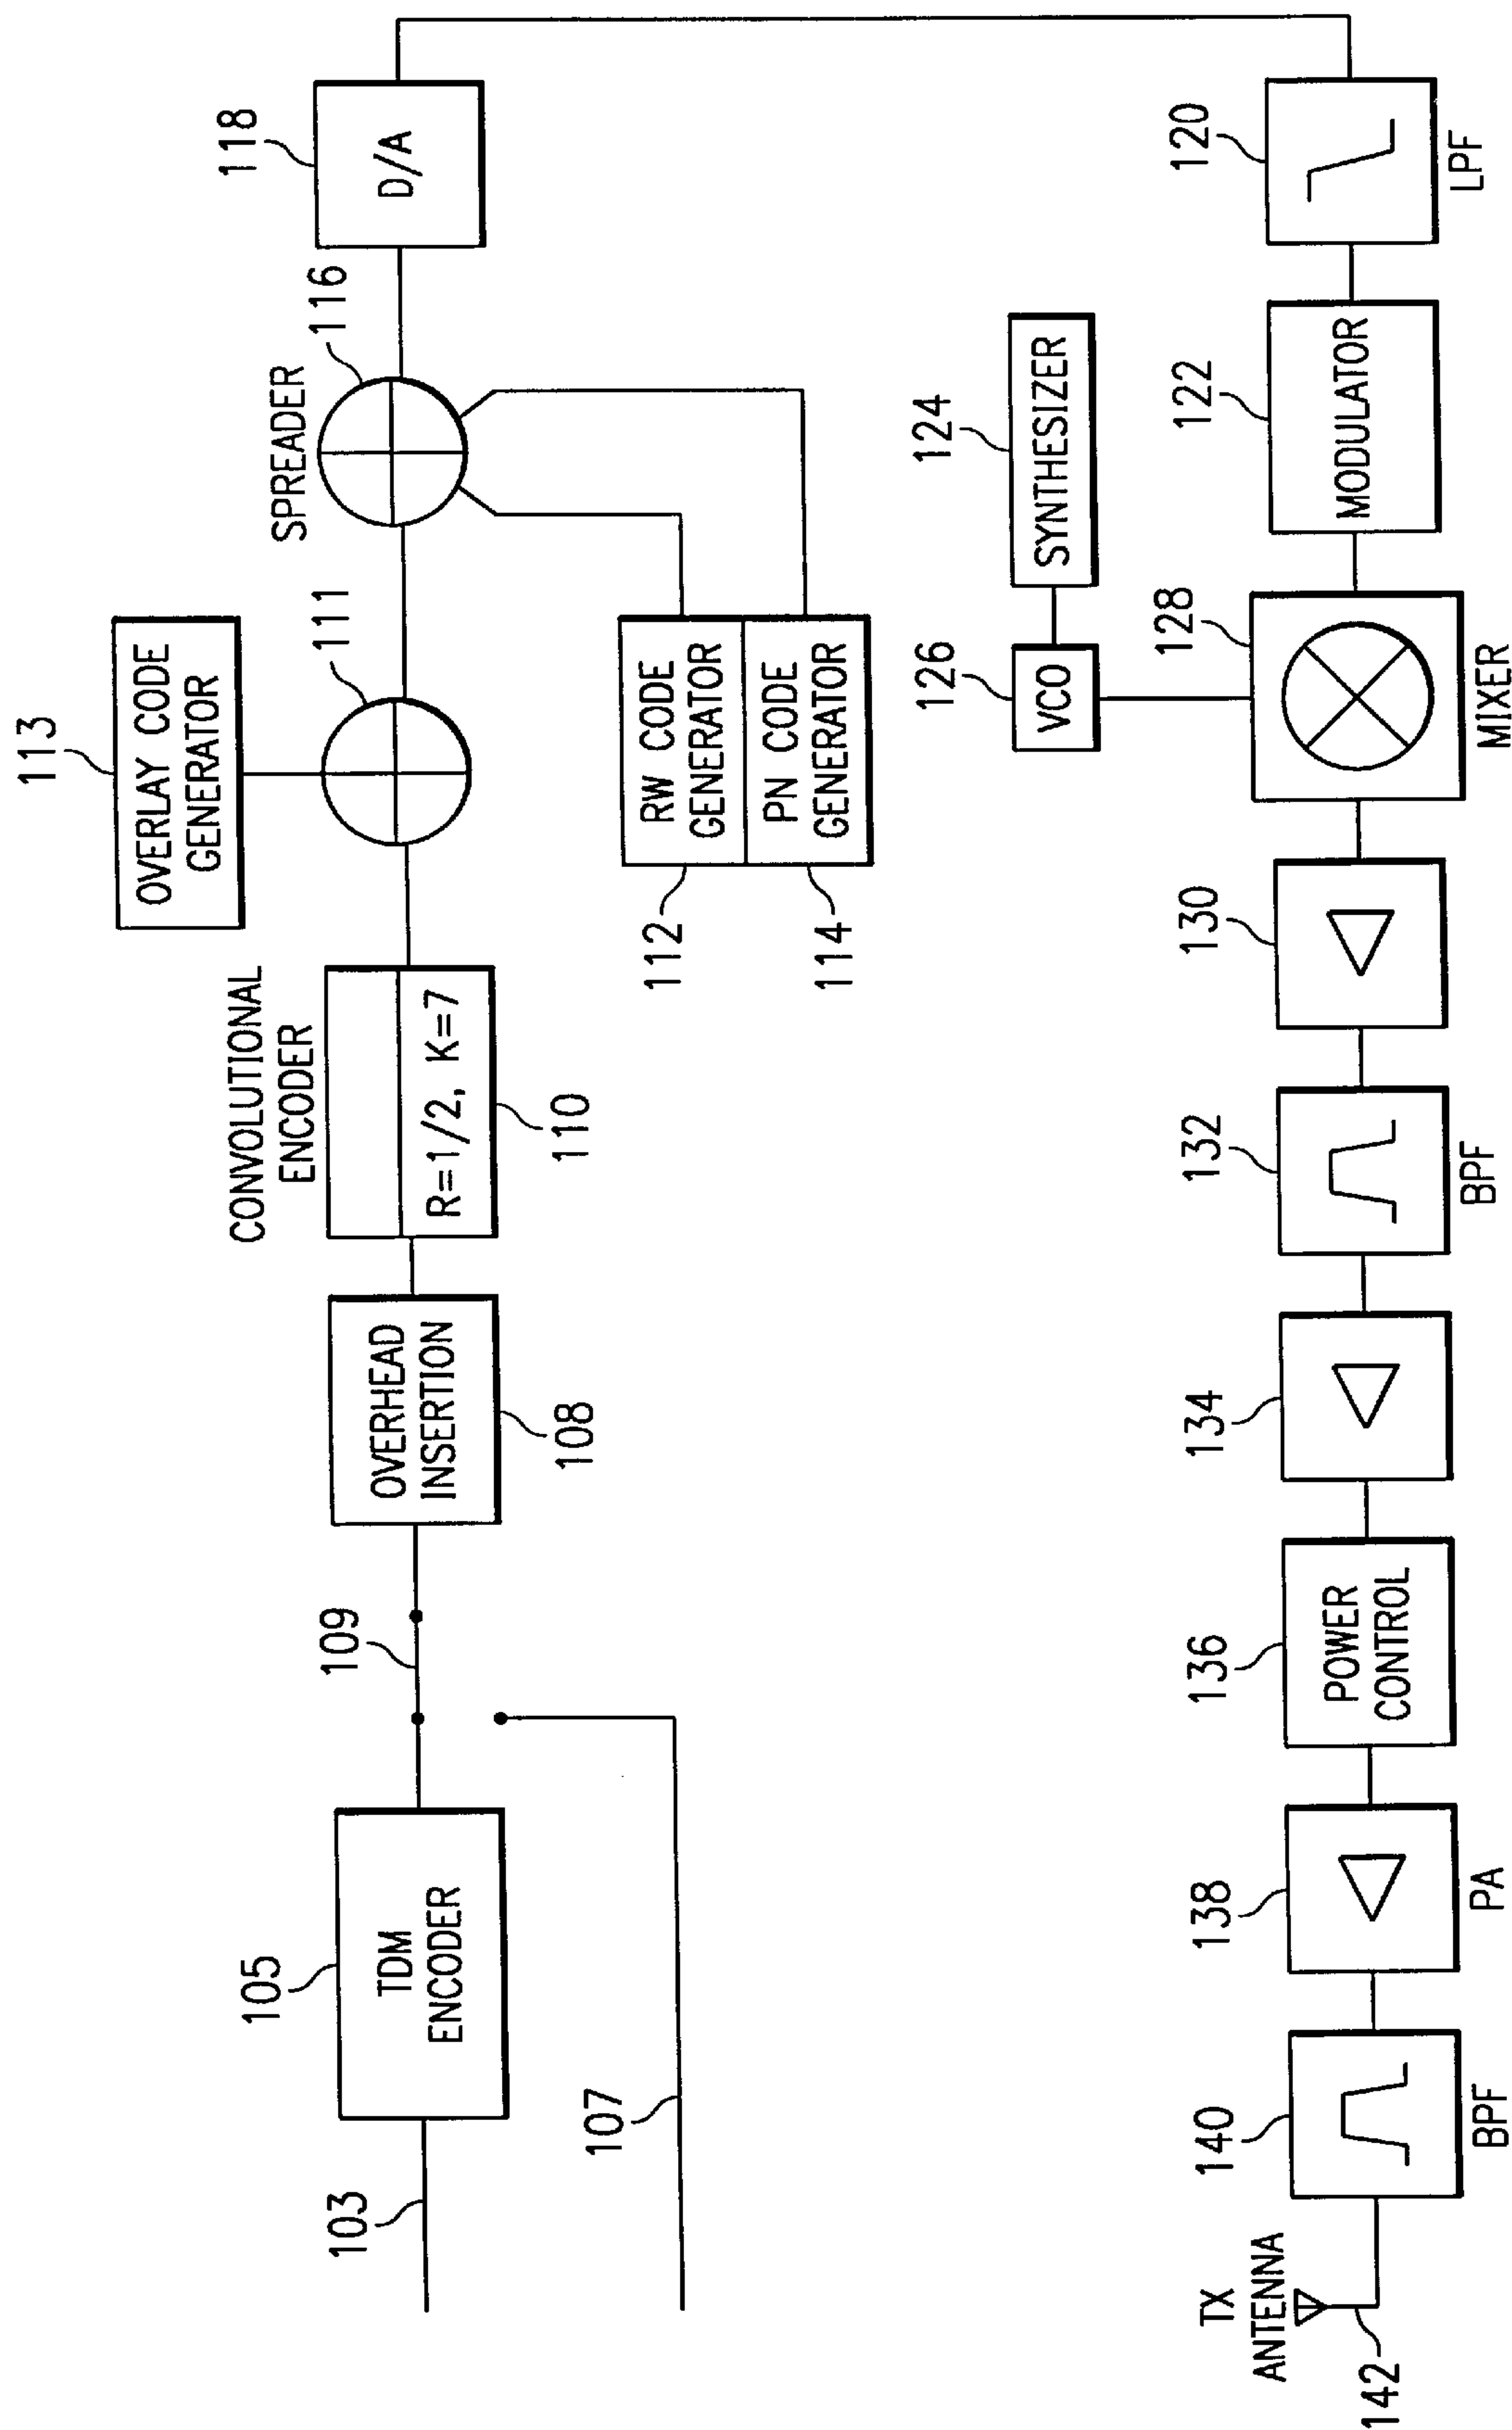 113
OVERLAY CODE
GENERATOR
103
105
TDM
ENCODER
107
109
OVERHEAD
INSERTION
108
CONVOLUTIONAL
ENCODER
R=1/2, K=7
110
111
SPREADER
116
118
D/A
112
RW CODE
GENERATOR
PN CODE
GENERATOR
114
124
SYNTHESIZER
126
VCO
TX
ANTENNA
142
140
BPF
138
PA
136
POWER
CONTROL
134
132
BPF
130
128
MIXER
122
MODULATOR
120
LPF